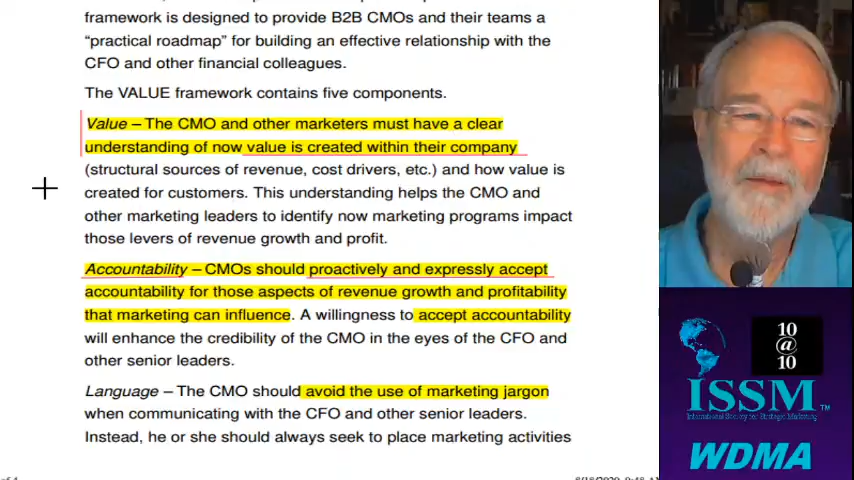 framework is designed to provide B2B CMOs and their teams a
“practical roadmap” for building an effective relationship with the
CFO and other financial colleagues.
The VALUE framework contains five components.
Value – The CMO and other marketers must have a clear
understanding of now value is created within their company
(structural sources of revenue, cost drivers, etc.) and how value is
created for customers. This understanding helps the CMO and
other marketing leaders to identify now marketing programs impact
those levers of revenue growth and profit.
Accountability – CMOs should proactively and expressly accept
accountability for those aspects of revenue growth and profitability
that marketing can influence. A willingness to accept accountability
will enhance the credibility of the CMO in the eyes of the CFO and
other senior leaders.
Language – The CMO should avoid the use of marketing jargon
when communicating with the CFO and other senior leaders.
Instead, he or she should always seek to place marketing activities
10
@
10
ISSM™
International Society for Strategic Marketing
WDMA